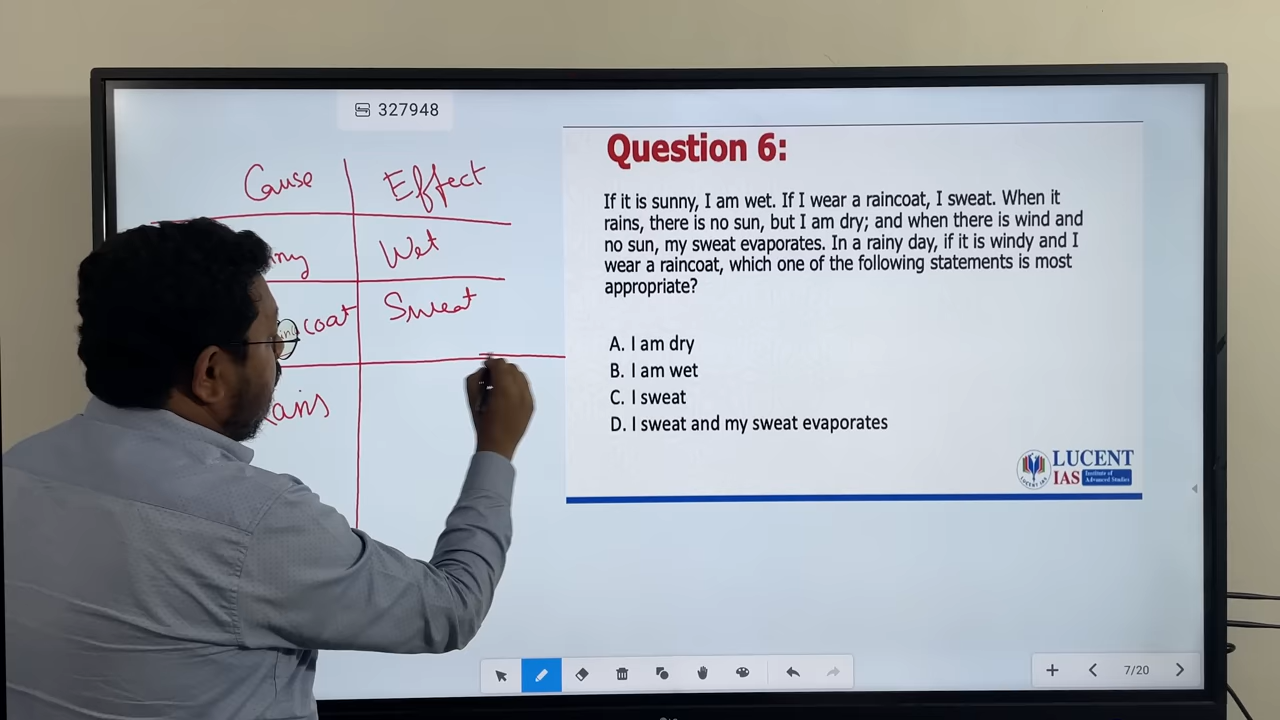 327948
Cause Effect
Wet
coat Sweat
Rains
Question 6:
If it is sunny, I am wet. If I wear a raincoat, I sweat. When it
rains, there is no sun, but I am dry; and when there is wind and
no sun, my sweat evaporates. In a rainy day, if it is windy and I
wear a raincoat, which one of the following statements is most
appropriate?
A. I am dry
B. I am wet
C. I sweat
D. I sweat and my sweat evaporates
LUCENT
IAS Institute of
Advanced Studies
LUCENT IAS
7/20